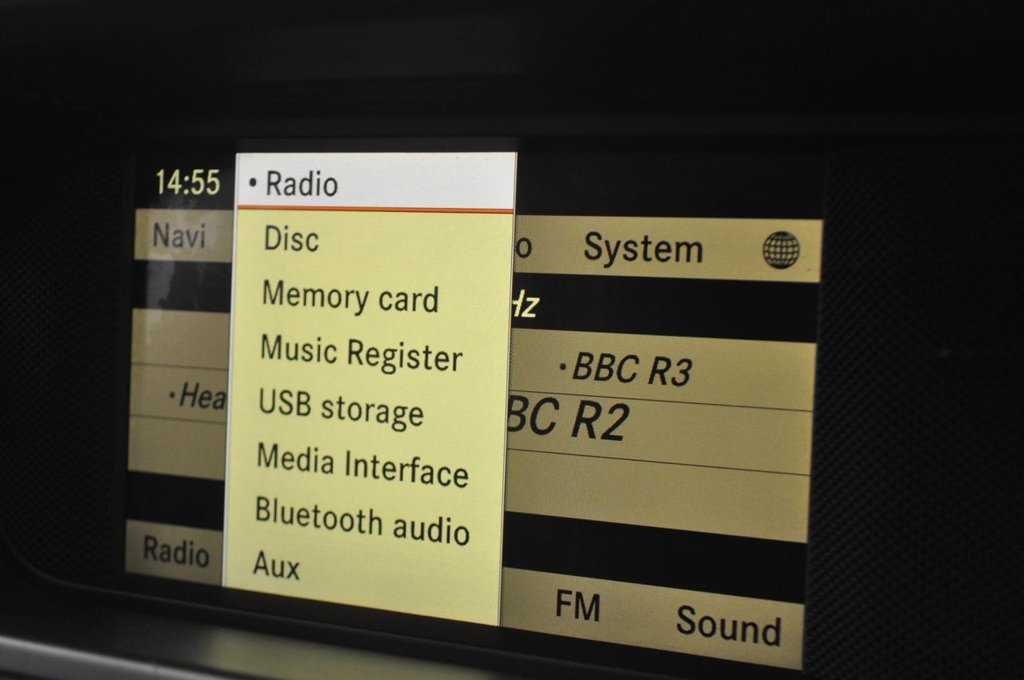 14:55
• Radio
Navi
o System
Disc
Hz
Memory card
Music Register
•BBC R3
•Hea
USB storage
BC R2
Media Interface
Bluetooth audio
Radio
Aux
FM
Sound